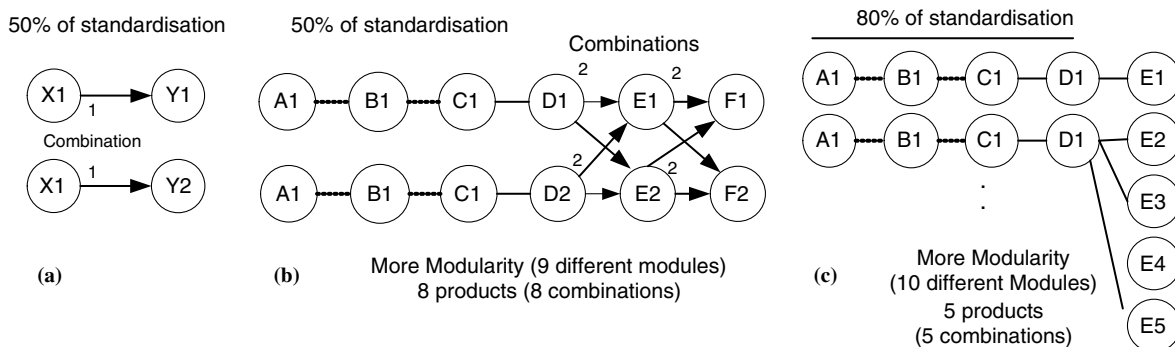 50% of standardisation
X1
1
Y1
Combination
X1
1
Y2
(a)
50% of standardisation
Combinations
A1
B1
C1
D1
2
E1
2
F1
A1
B1
C1
D2
2
E2
2
F2
(b)
More Modularity (9 different modules)
8 products (8 combinations)
80% of standardisation
A1
B1
C1
D1
E1
A1
B1
C1
D1
E2
E3
E4
E5
(c)
More Modularity
(10 different Modules)
5 products
(5 combinations)